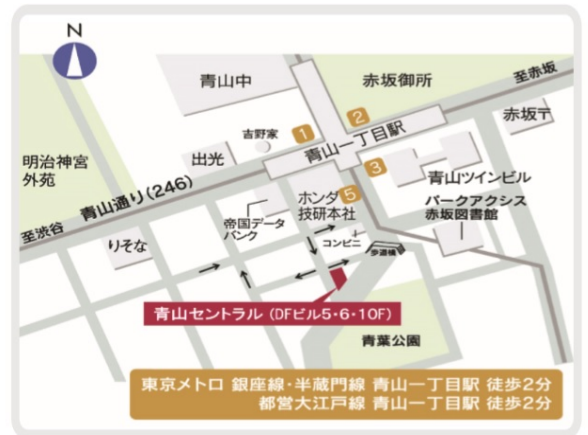 N
青山中
赤坂御所
至赤坂
赤坂〒
吉野家
1
2
青山一丁目駅
3
出光
明治神宮
外苑
青山ツインビル
ホンダ
技研本社
5
パークアクシス
赤坂図書館
帝国データ
バンク
青山通り(246)
至渋谷
りそな
コンビニ
歩道橋
青山セントラル (DFビル5・6・10F)
青葉公園
東京メトロ 銀座線・半蔵門線 青山一丁目駅 徒歩2分
都営大江戸線 青山一丁目駅 徒歩2分